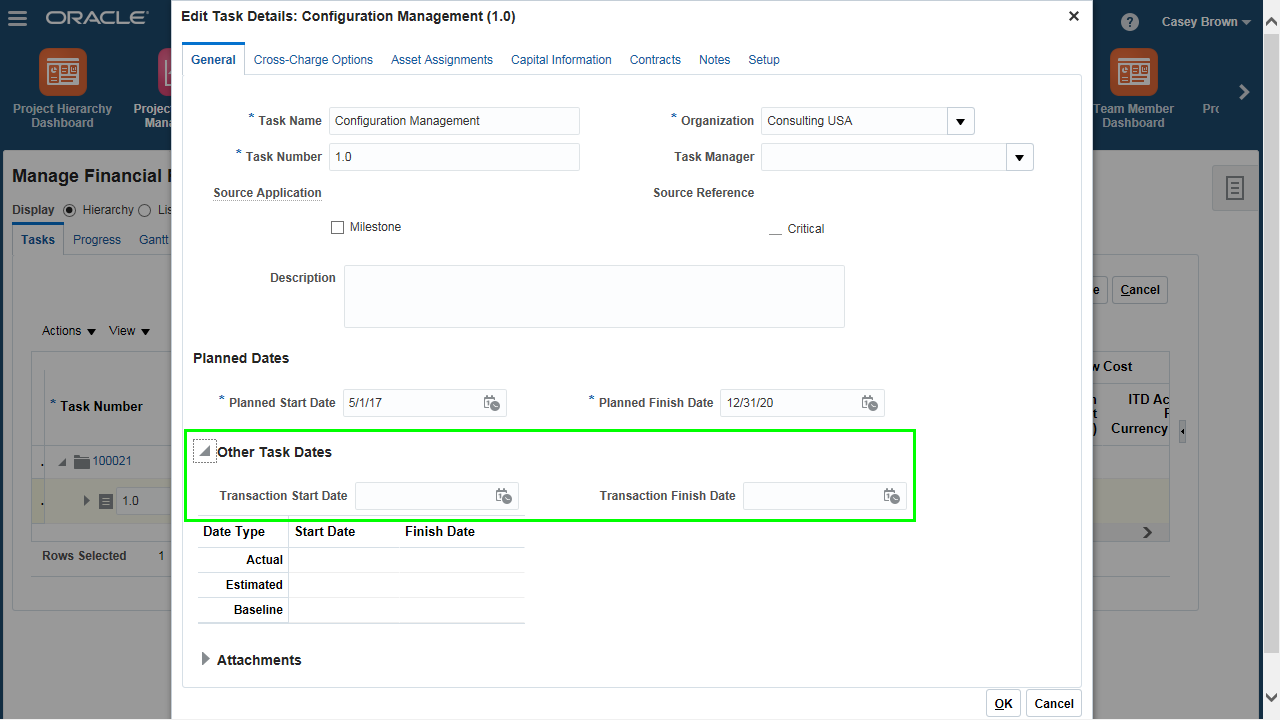 Edit Task Details: Configuration Management (1.0)
ORACLE
Casey Brown
General Cross-Charge Options Asset Assignments Capital Information Contracts Notes Setup
Project Hierarchy
Dashboard
Team Member
Dashboard
* Task Name Configuration Management * Organization Consulting USA
* Task Number 1.0 Task Manager
Manage Financial
Source Application Source Reference
Display Hierarchy
Milestone Critical
Tasks Progress Gantt
Description
Cancel
Actions View
Planned Dates
Cost
* Planned Start Date 5/1/17 * Planned Finish Date 12/31/20
* Task Number
ITD
Currency
Other Task Dates
100021
Transaction Start Date Transaction Finish Date
1.0
Date Type Start Date Finish Date
Rows Selected 1
Actual
Estimated
Baseline
Attachments
OK Cancel